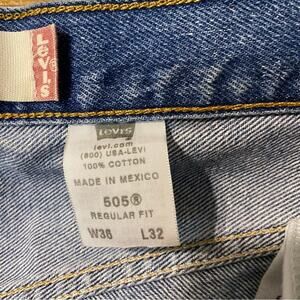 Levi's
LEVI'S
levi.com
(800) USA-LEVI
100% COTTON
MADE IN MEXICO
505®
REGULAR FIT
W36 L32